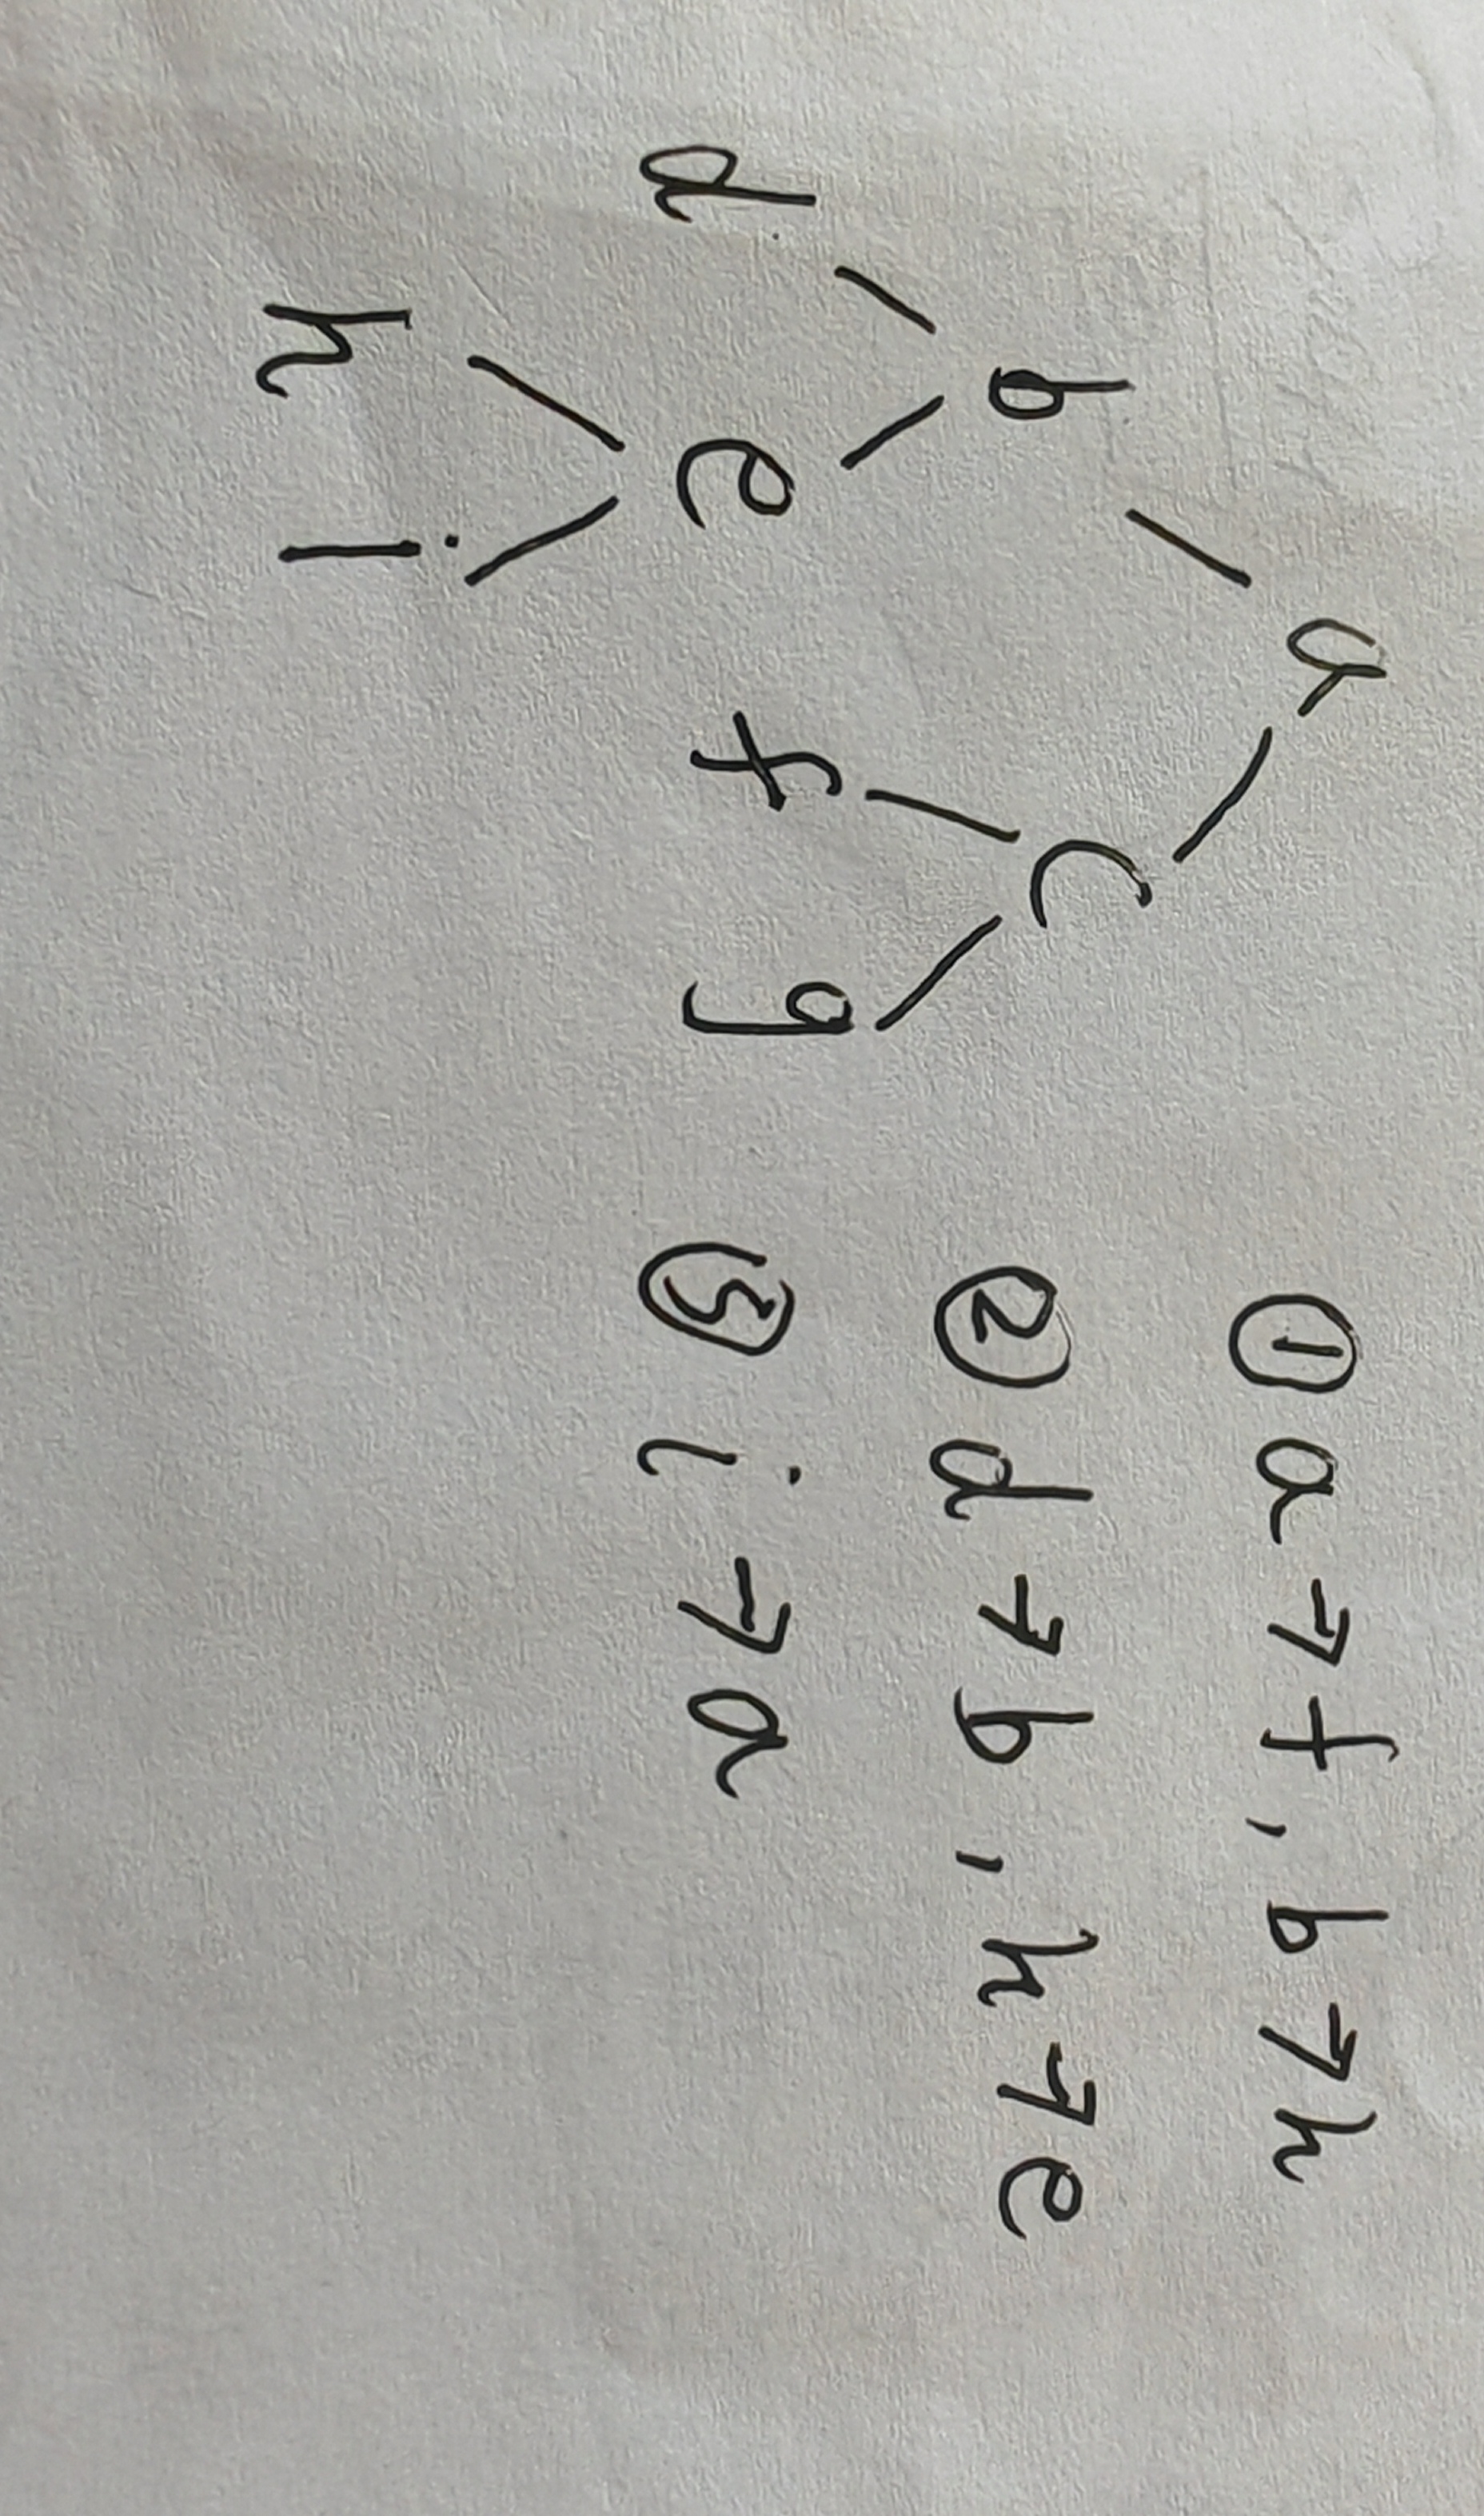 a
b c
d e f g
h i
① a → f, b → h
② d → b, h → e
③ i → a